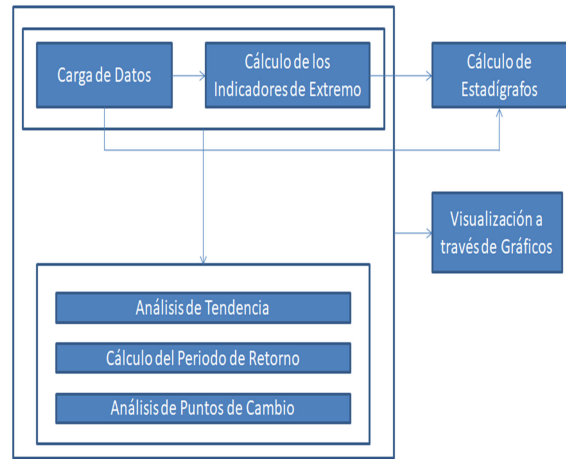 Carga de Datos
Cálculo de los
Indicadores de Extremo
Cálculo de
Estadígrafos
Visualización a
través de Gráficos
Análisis de Tendencia
Cálculo del Periodo de Retorno
Análisis de Puntos de Cambio